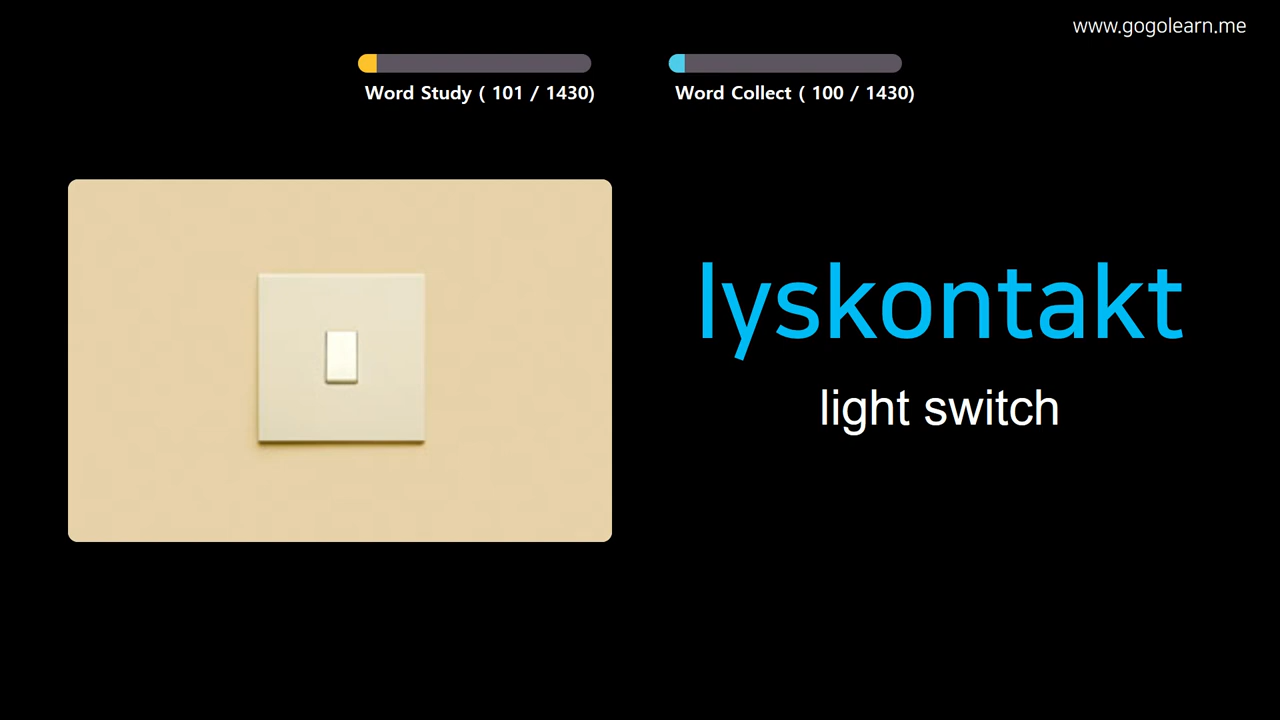 www.gogolearn.me
Word Study ( 101 / 1430)
Word Collect ( 100 / 1430)
lyskontakt
light switch